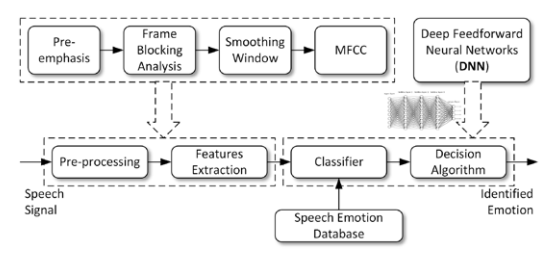 Pre-
emphasis
Frame
Blocking
Analysis
Smoothing
Window
MFCC
Deep Feedforward
Neural Networks
(DNN)
Pre-processing
Features
Extraction
Classifier
Decision
Algorithm
Speech
Signal
Identified
Emotion
Speech Emotion
Database